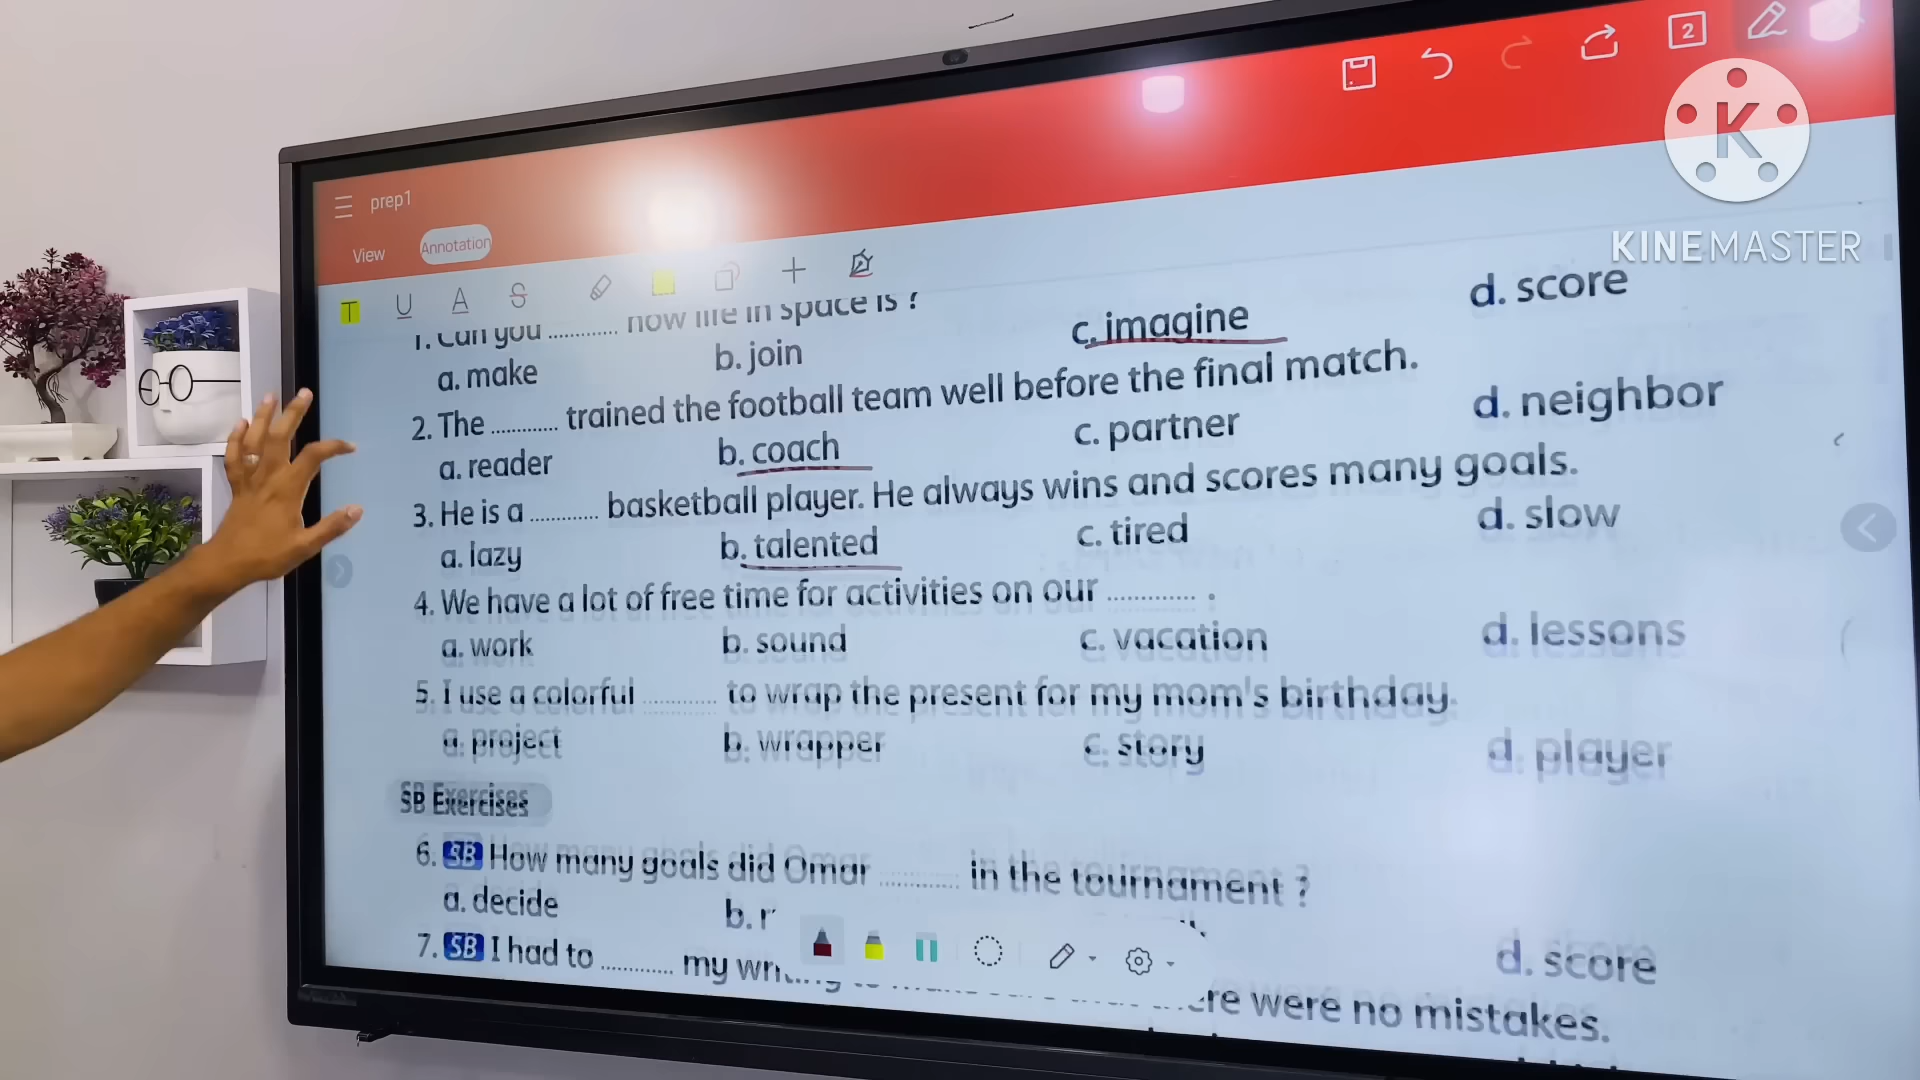 K
KINEMASTER
2
prep1
View
Annotation
T U A S
1. Can you ............ how life in space is ?
a. make b. join c. imagine d. score
2. The ............ trained the football team well before the final match.
a. reader b. coach c. partner d. neighbor
3. He is a ............ basketball player. He always wins and scores many goals.
a. lazy b. talented c. tired d. slow
4. We have a lot of free time for activities on our ............ .
a. work b. sound c. vacation d. lessons
5. I use a colorful ............ to wrap the present for my mom's birthday.
a. project b. wrapper c. story d. player
SB Exercises
6. SB How many goals did Omar ............ in the tournament ?
a. decide b. d. score
7. SB I had to ............ my were no mistakes.